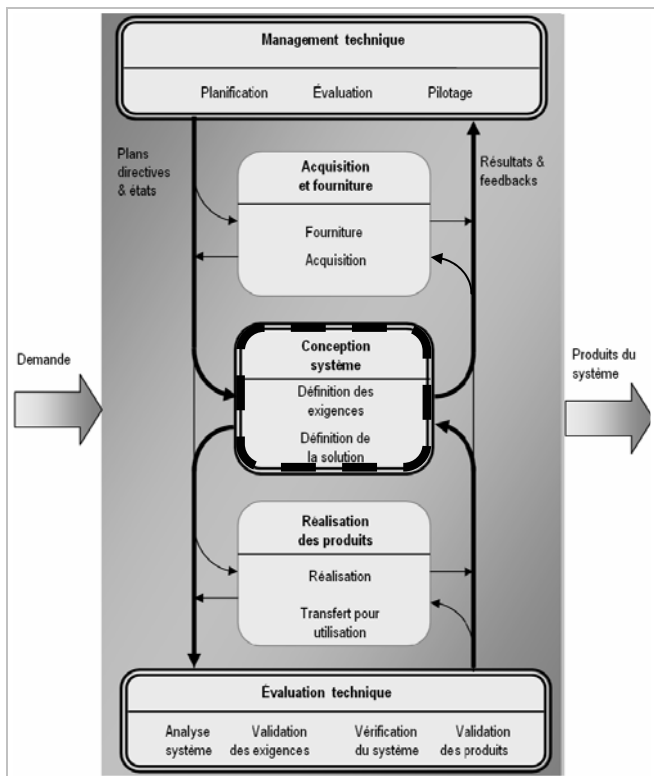 Management technique
Planification Évaluation Pilotage
Plans
directives
& états
Acquisition
et fourniture
Fourniture
Acquisition
Résultats &
feedbacks
Demande
Conception
système
Définition des
exigences
Définition de
la solution
Produits du
système
Réalisation
des produits
Réalisation
Transfert pour
utilisation
Évaluation technique
Analyse
système
Validation
des exigences
Vérification
du système
Validation
des produits